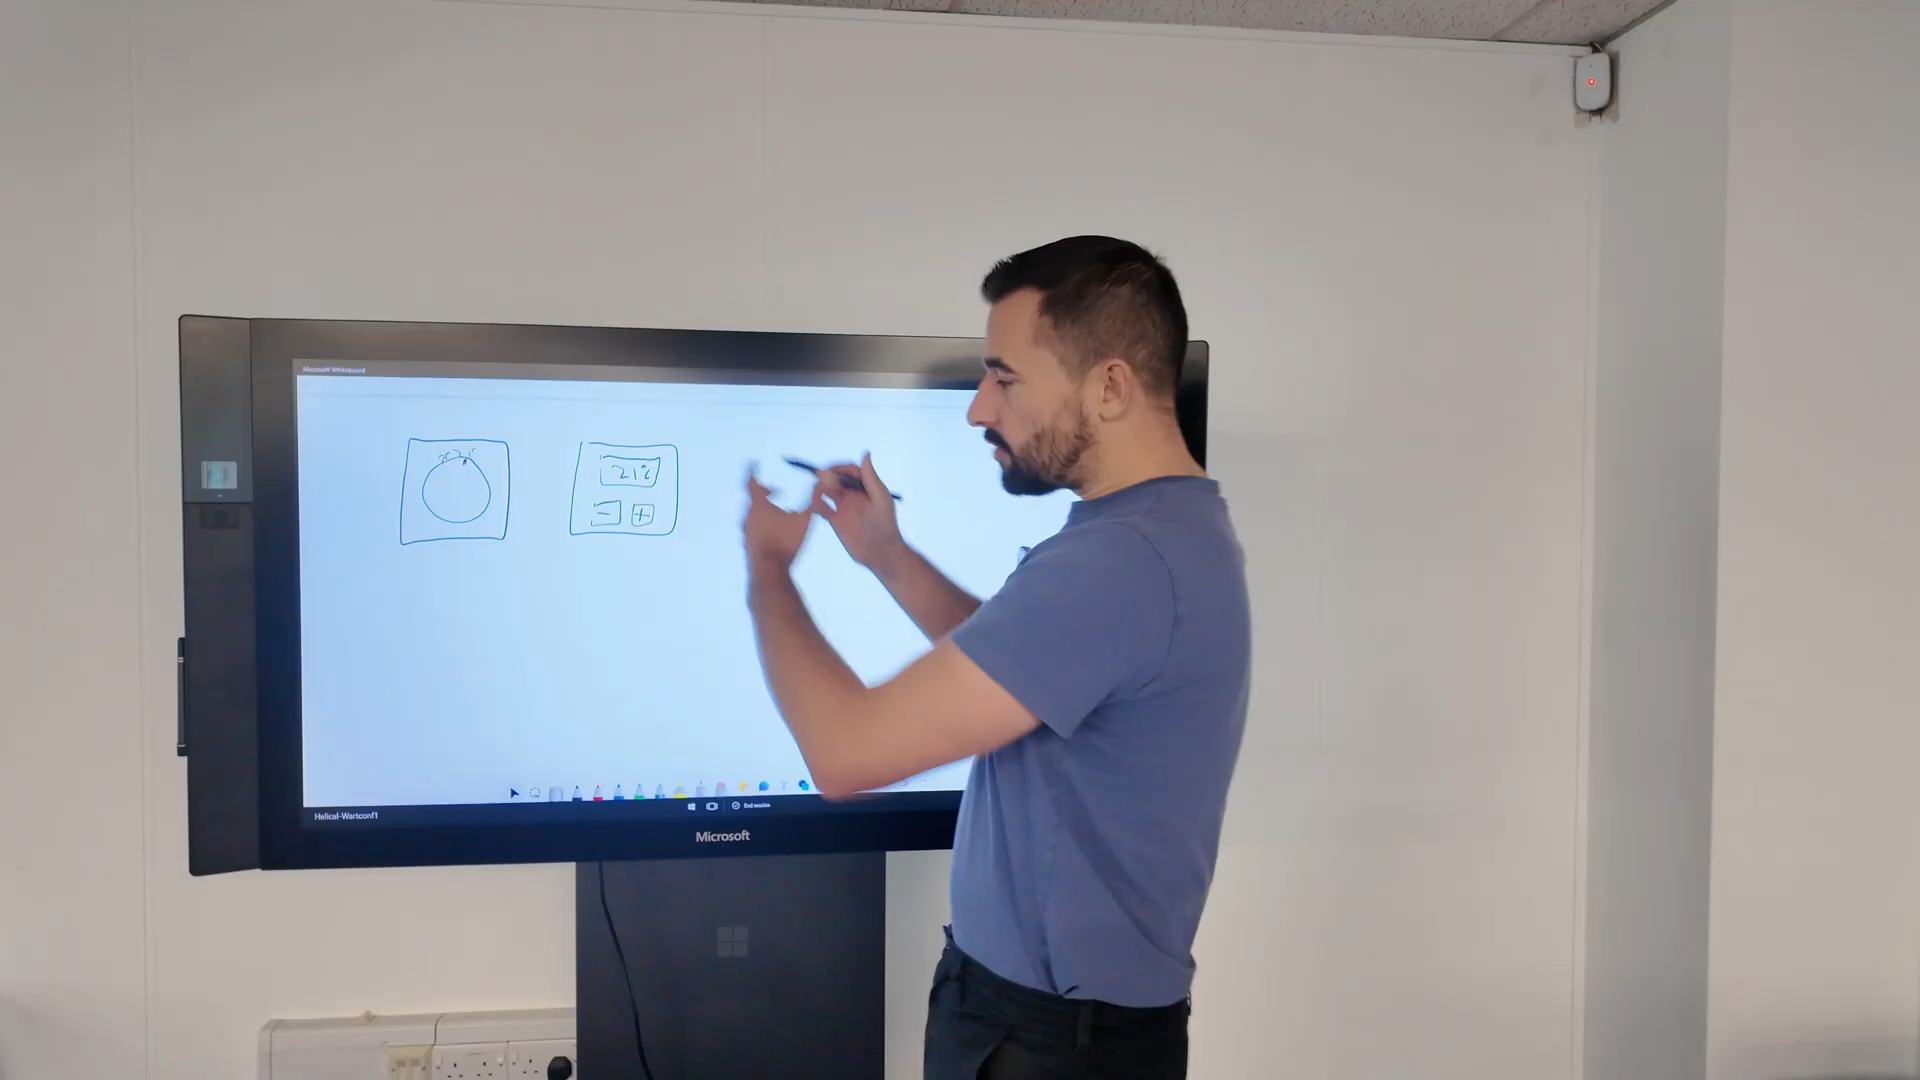 Microsoft Whiteboard
21°C
- +
End session
Helical-Wartconf1
Microsoft